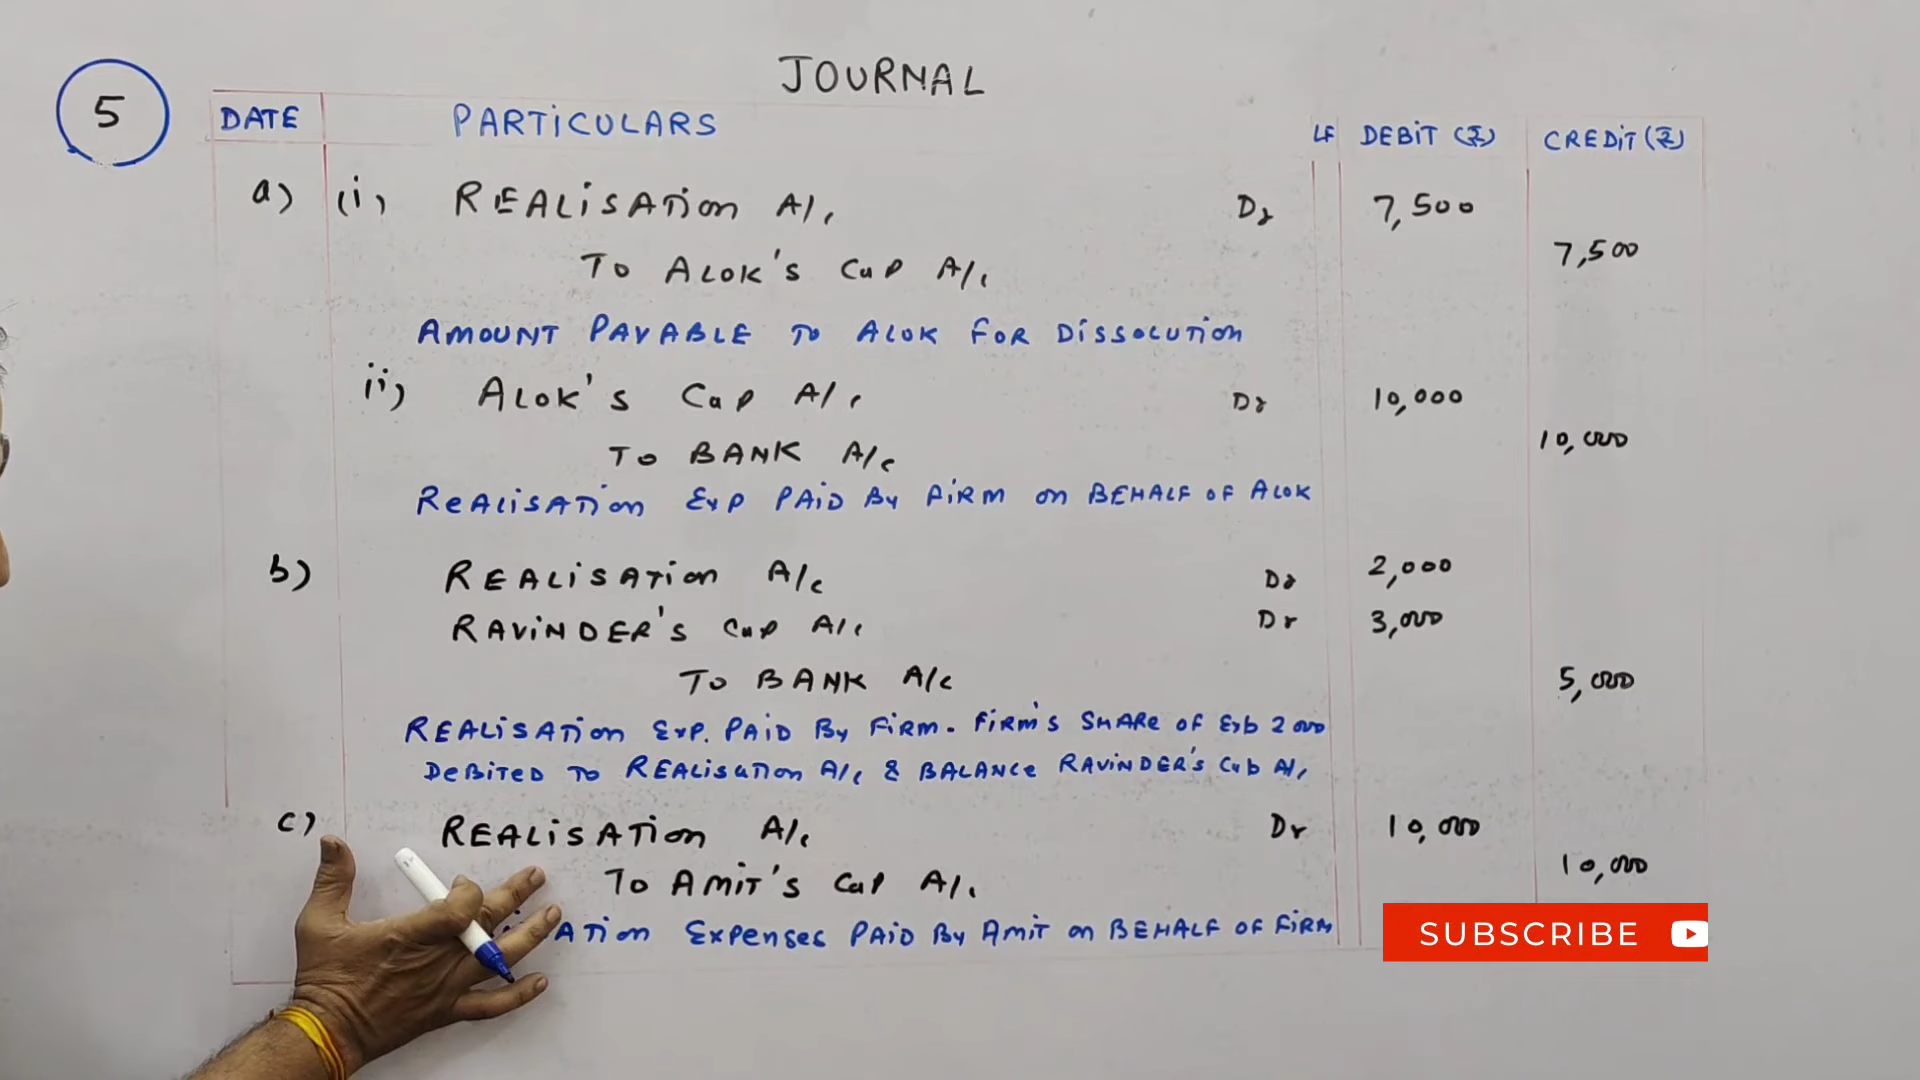 JOURNAL
5
DATE PARTICULARS LF DEBIT (₹) CREDIT (₹)
a) (i) REALISATION A/c Dr 7,500
TO ALOK'S Cap A/c 7,500
AMOUNT PAYABLE TO ALOK FOR DISSOLUTION
ii) ALOK'S Cap A/c Dr 10,000
TO BANK A/c 10,000
REALISATION Exp PAID By FIRM on BEHALF OF ALOK
b) REALISATION A/c Dr 2,000
RAVINDER'S Cap A/c Dr 3,000
TO BANK A/c 5,000
REALISATION Exp. PAID By FIRM. FIRM'S SHARE OF Exp 2000
DEBITED TO REALISATION A/c & BALANCE RAVINDER'S Cap A/c
c) REALISATION A/c Dr 10,000
TO AMIT'S Cap A/c 10,000
EXPENSES PAID By AMIT on BEHALF OF FIRM
SUBSCRIBE